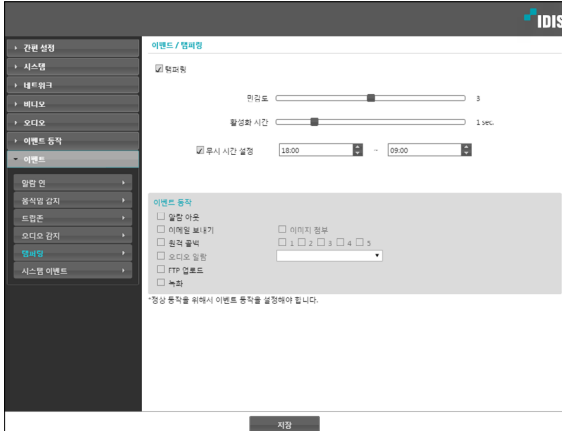 IDIS
간편 설정
시스템
네트워크
비디오
오디오
이벤트 동작
이벤트
알람 인
움직임 감지
트립존
오디오 감지
탬퍼링
시스템 이벤트
이벤트 / 탬퍼링
탬퍼링
민감도 3
활성화 시간 1 sec.
무시 시간 설정 18:00 ~ 09:00
이벤트 동작
알람 아웃
이메일 보내기 이미지 첨부
원격 콜백 1 2 3 4 5
오디오 알람
FTP 업로드
녹화
*정상 동작을 위해서 이벤트 동작을 설정해야 합니다.
저장